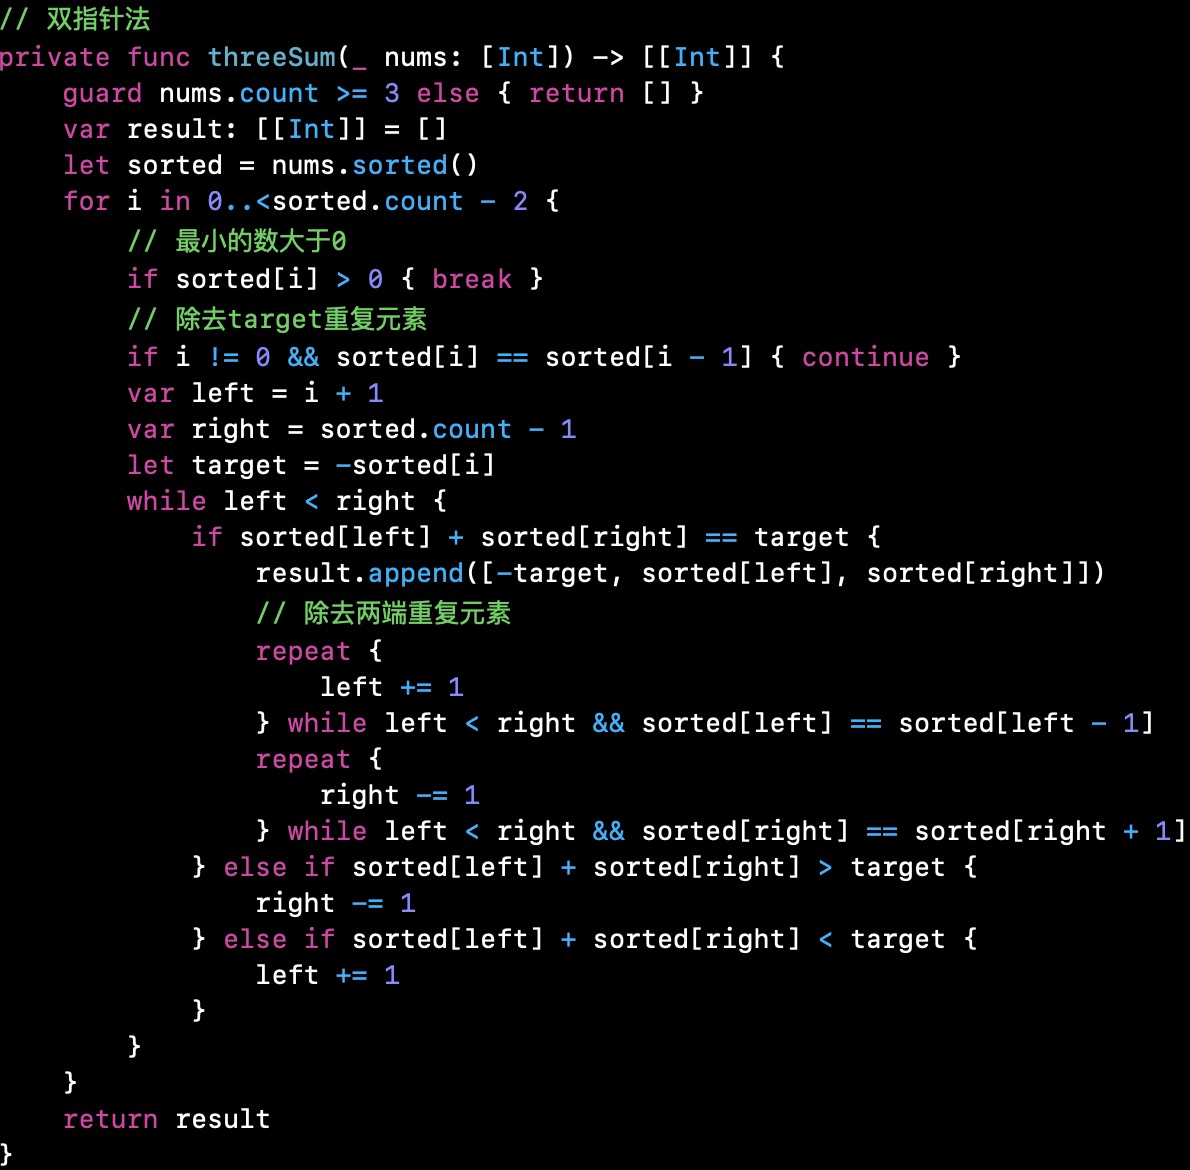 // 双指针法
private func threeSum(_ nums: [Int]) -> [[Int]] {
    guard nums.count >= 3 else { return [] }
    var result: [[Int]] = []
    let sorted = nums.sorted()
    for i in 0..<sorted.count - 2 {
        // 最小的数大于0
        if sorted[i] > 0 { break }
        // 除去target重复元素
        if i != 0 && sorted[i] == sorted[i - 1] { continue }
        var left = i + 1
        var right = sorted.count - 1
        let target = -sorted[i]
        while left < right {
            if sorted[left] + sorted[right] == target {
                result.append([-target, sorted[left], sorted[right]])
                // 除去两端重复元素
                repeat {
                    left += 1
                } while left < right && sorted[left] == sorted[left - 1]
                repeat {
                    right -= 1
                } while left < right && sorted[right] == sorted[right + 1]
            } else if sorted[left] + sorted[right] > target {
                right -= 1
            } else if sorted[left] + sorted[right] < target {
                left += 1
            }
        }
    }
    return result
}